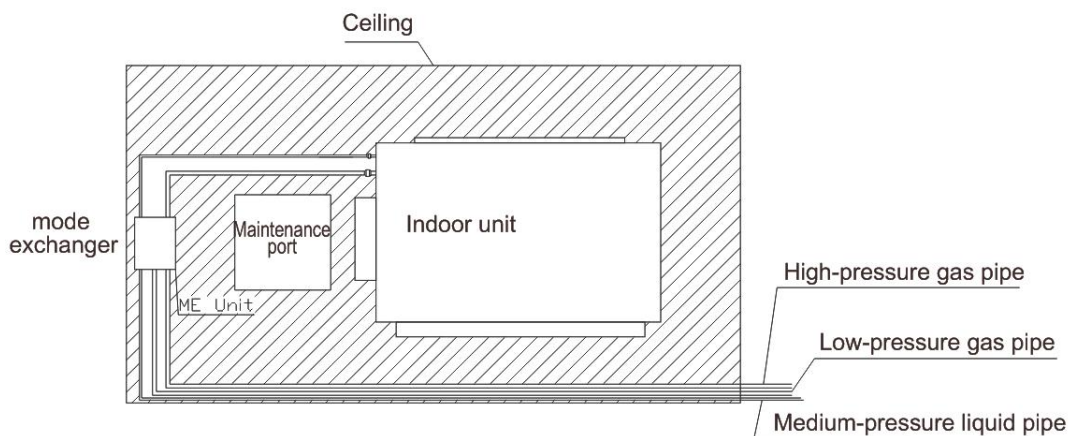 Ceiling
mode
exchanger
Maintenance
port
Indoor unit
ME Unit
High-pressure gas pipe
Low-pressure gas pipe
Medium-pressure liquid pipe